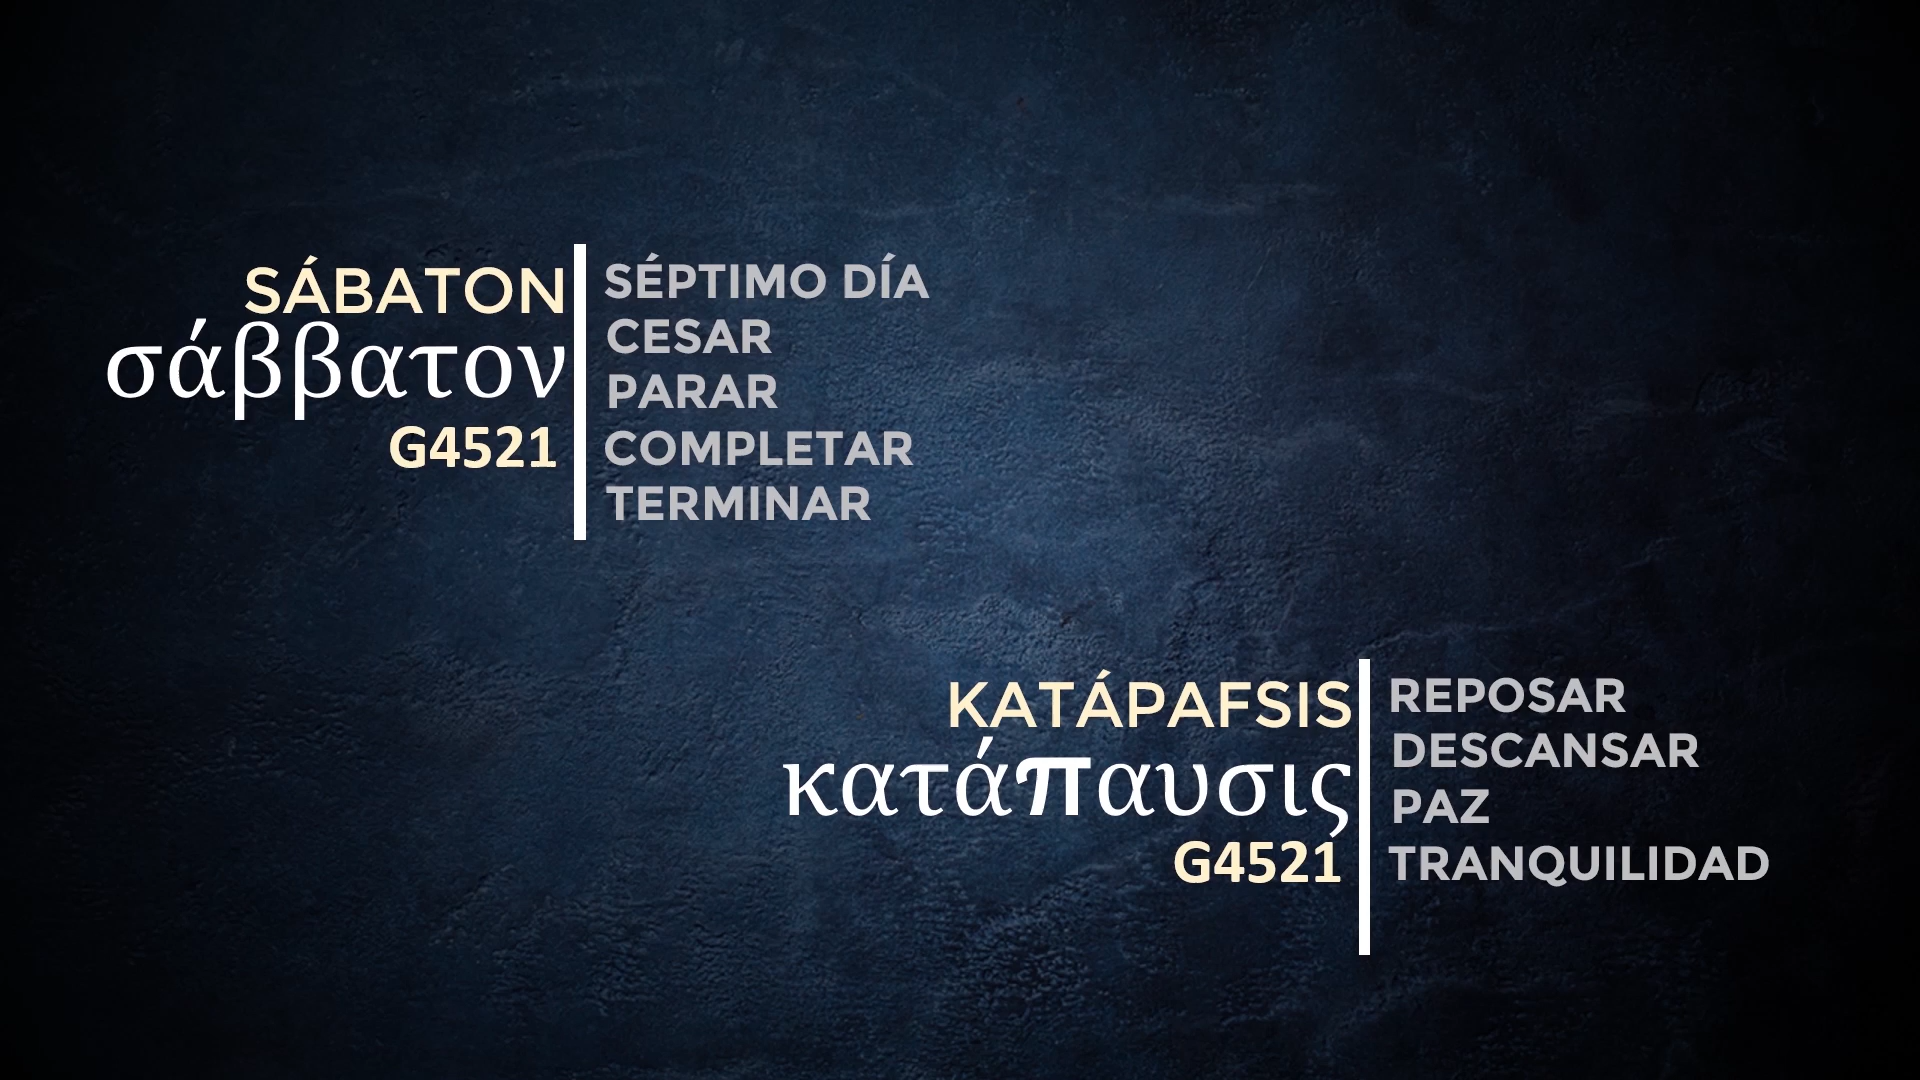 SÁBATON
σάββατον
G4521
SÉPTIMO DÍA
CESAR
PARAR
COMPLETAR
TERMINAR
KATÁPAFSIS
κατάπαυσις
G4521
REPOSAR
DESCANSAR
PAZ
TRANQUILIDAD